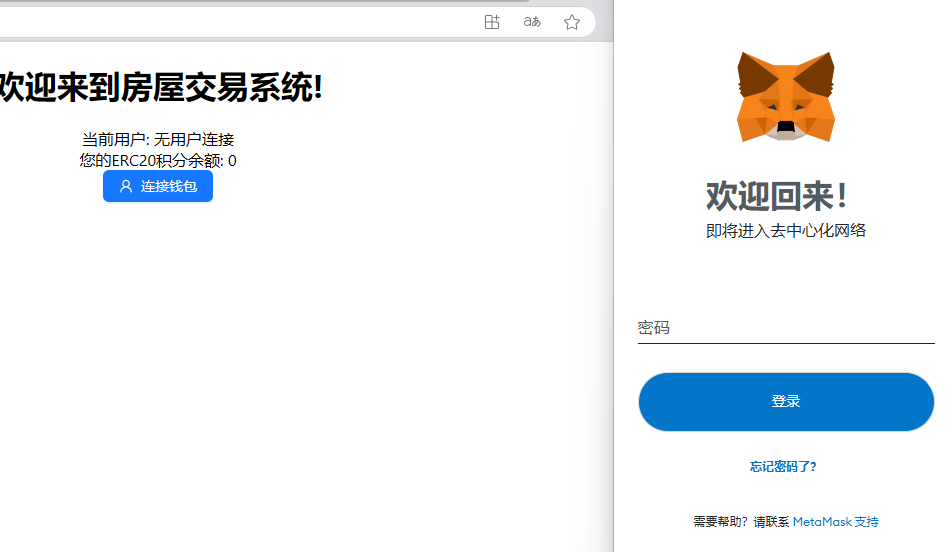 欢迎来到房屋交易系统!
当前用户: 无用户连接
您的ERC20积分余额: 0
连接钱包
欢迎回来！
即将进入去中心化网络
密码
登录
忘记密码了？
需要帮助？请联系 MetaMask 支持